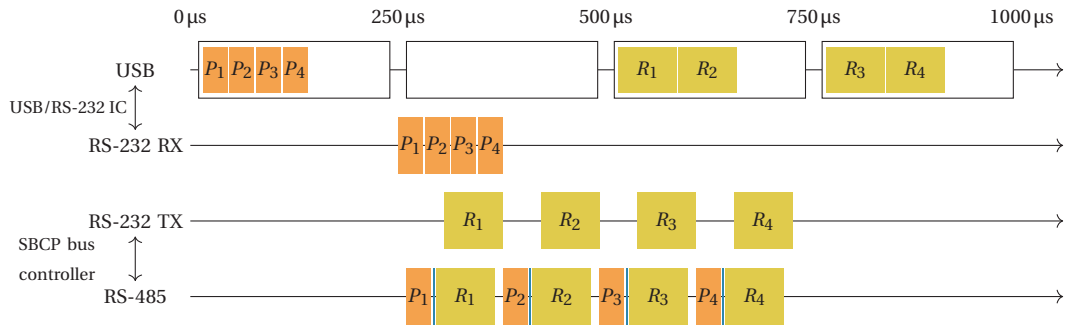 0 µs 250 µs 500 µs 750 µs 1000 µs
USB P1 P2 P3 P4 R1 R2 R3 R4
USB/RS-232 IC
RS-232 RX P1 P2 P3 P4
RS-232 TX R1 R2 R3 R4
SBCP bus
controller
RS-485 P1 R1 P2 R2 P3 R3 P4 R4